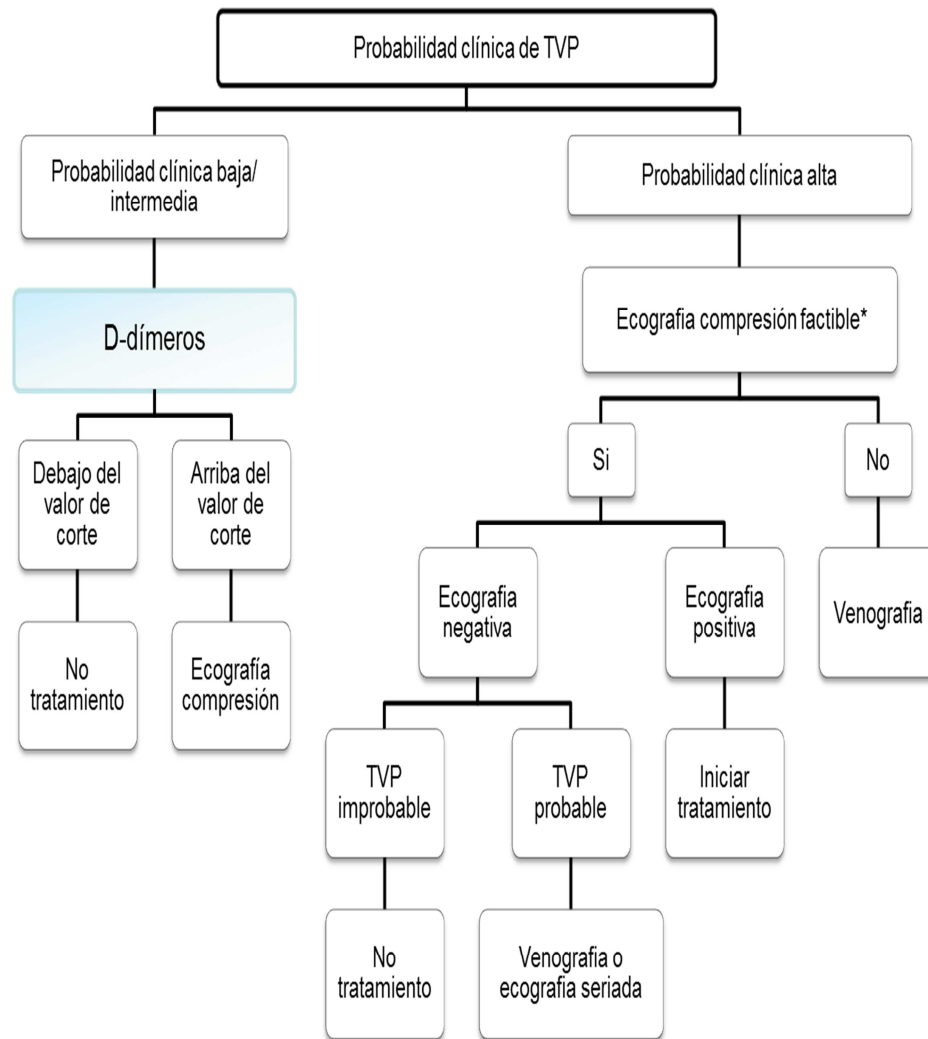 Probabilidad clínica de TVP
Probabilidad clínica baja/
intermedia
Probabilidad clínica alta
D-dímeros
Ecografia compresión factible*
Debajo del
valor de
corte
Arriba del
valor de
corte
Si
No
No
tratamiento
Ecografía
compresión
Ecografia
negativa
Ecografia
positiva
Venografia
TVP
improbable
TVP
probable
Iniciar
tratamiento
No
tratamiento
Venografia o
ecografia seriada